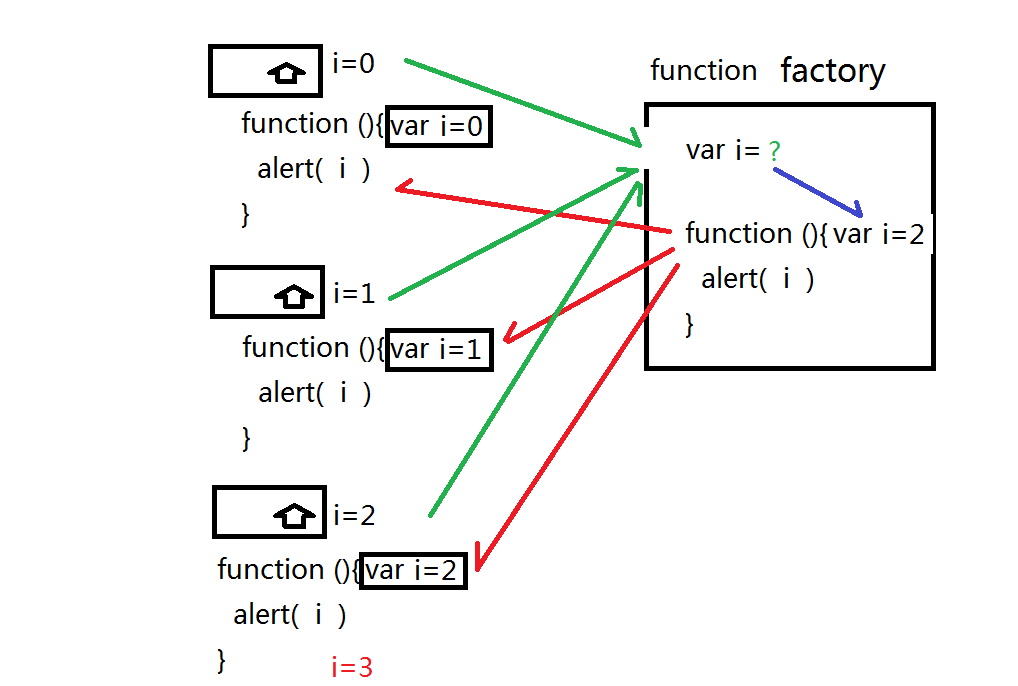 i=0
function (){ var i=0
alert( i )
}
i=1
function (){ var i=1
alert( i )
}
i=2
function (){ var i=2
alert( i )
}
i=3
function factory
var i= ?
function (){ var i=2
alert( i )
}